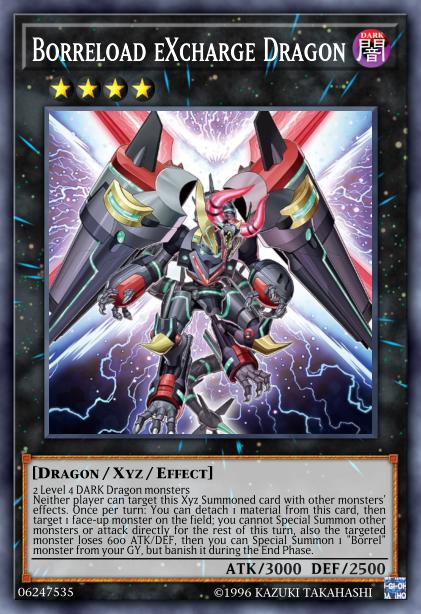 Borreload eXcharge Dragon
DARK
闇
[Dragon / Xyz / Effect]
2 Level 4 DARK Dragon monsters
Neither player can target this Xyz Summoned card with other monsters'
effects. Once per turn: You can detach 1 material from this card, then
target 1 face-up monster on the field; you cannot Special Summon other
monsters or attack directly for the rest of this turn, also the targeted
monster loses 600 ATK/DEF, then you can Special Summon 1 "Borrel"
monster from your GY, but banish it during the End Phase.
ATK/3000 DEF/2500
06247535
©1996 KAZUKI TAKAHASHI